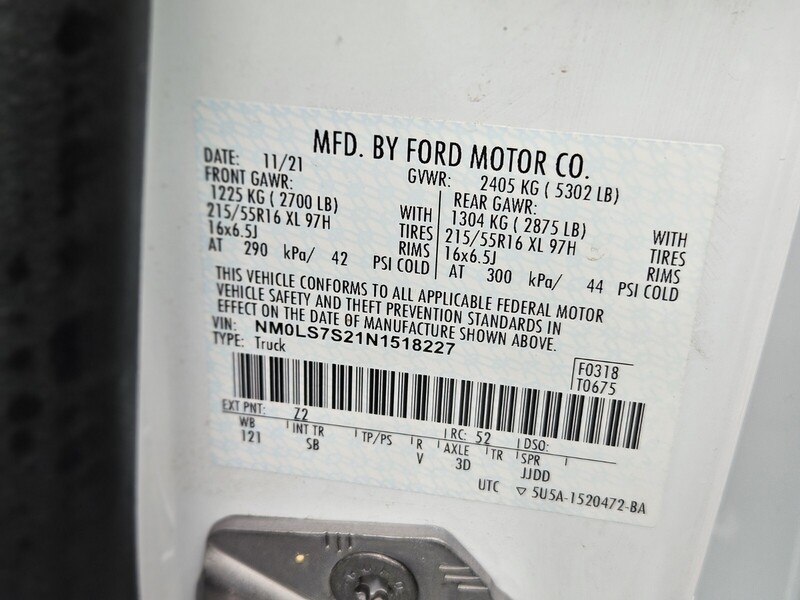 MFD. BY FORD MOTOR CO.
DATE: 11/21 GVWR: 2405 KG ( 5302 LB)
FRONT GAWR: REAR GAWR:
1225 KG ( 2700 LB) WITH 1304 KG ( 2875 LB) WITH
215/55R16 XL 97H TIRES 215/55R16 XL 97H TIRES
16x6.5J RIMS 16x6.5J RIMS
AT 290 kPa/ 42 PSI COLD AT 300 kPa/ 44 PSI COLD
THIS VEHICLE CONFORMS TO ALL APPLICABLE FEDERAL MOTOR
VEHICLE SAFETY AND THEFT PREVENTION STANDARDS IN
EFFECT ON THE DATE OF MANUFACTURE SHOWN ABOVE.
VIN: NM0LS7S21N1518227
TYPE: Truck
F0318
T0675
EXT PNT: Z2 RC: 52 DSO:
WB INT TR TP/PS R AXLE TR SPR
121 SB V 3D JJDD
UTC ▽ 5U5A-1520472-BA